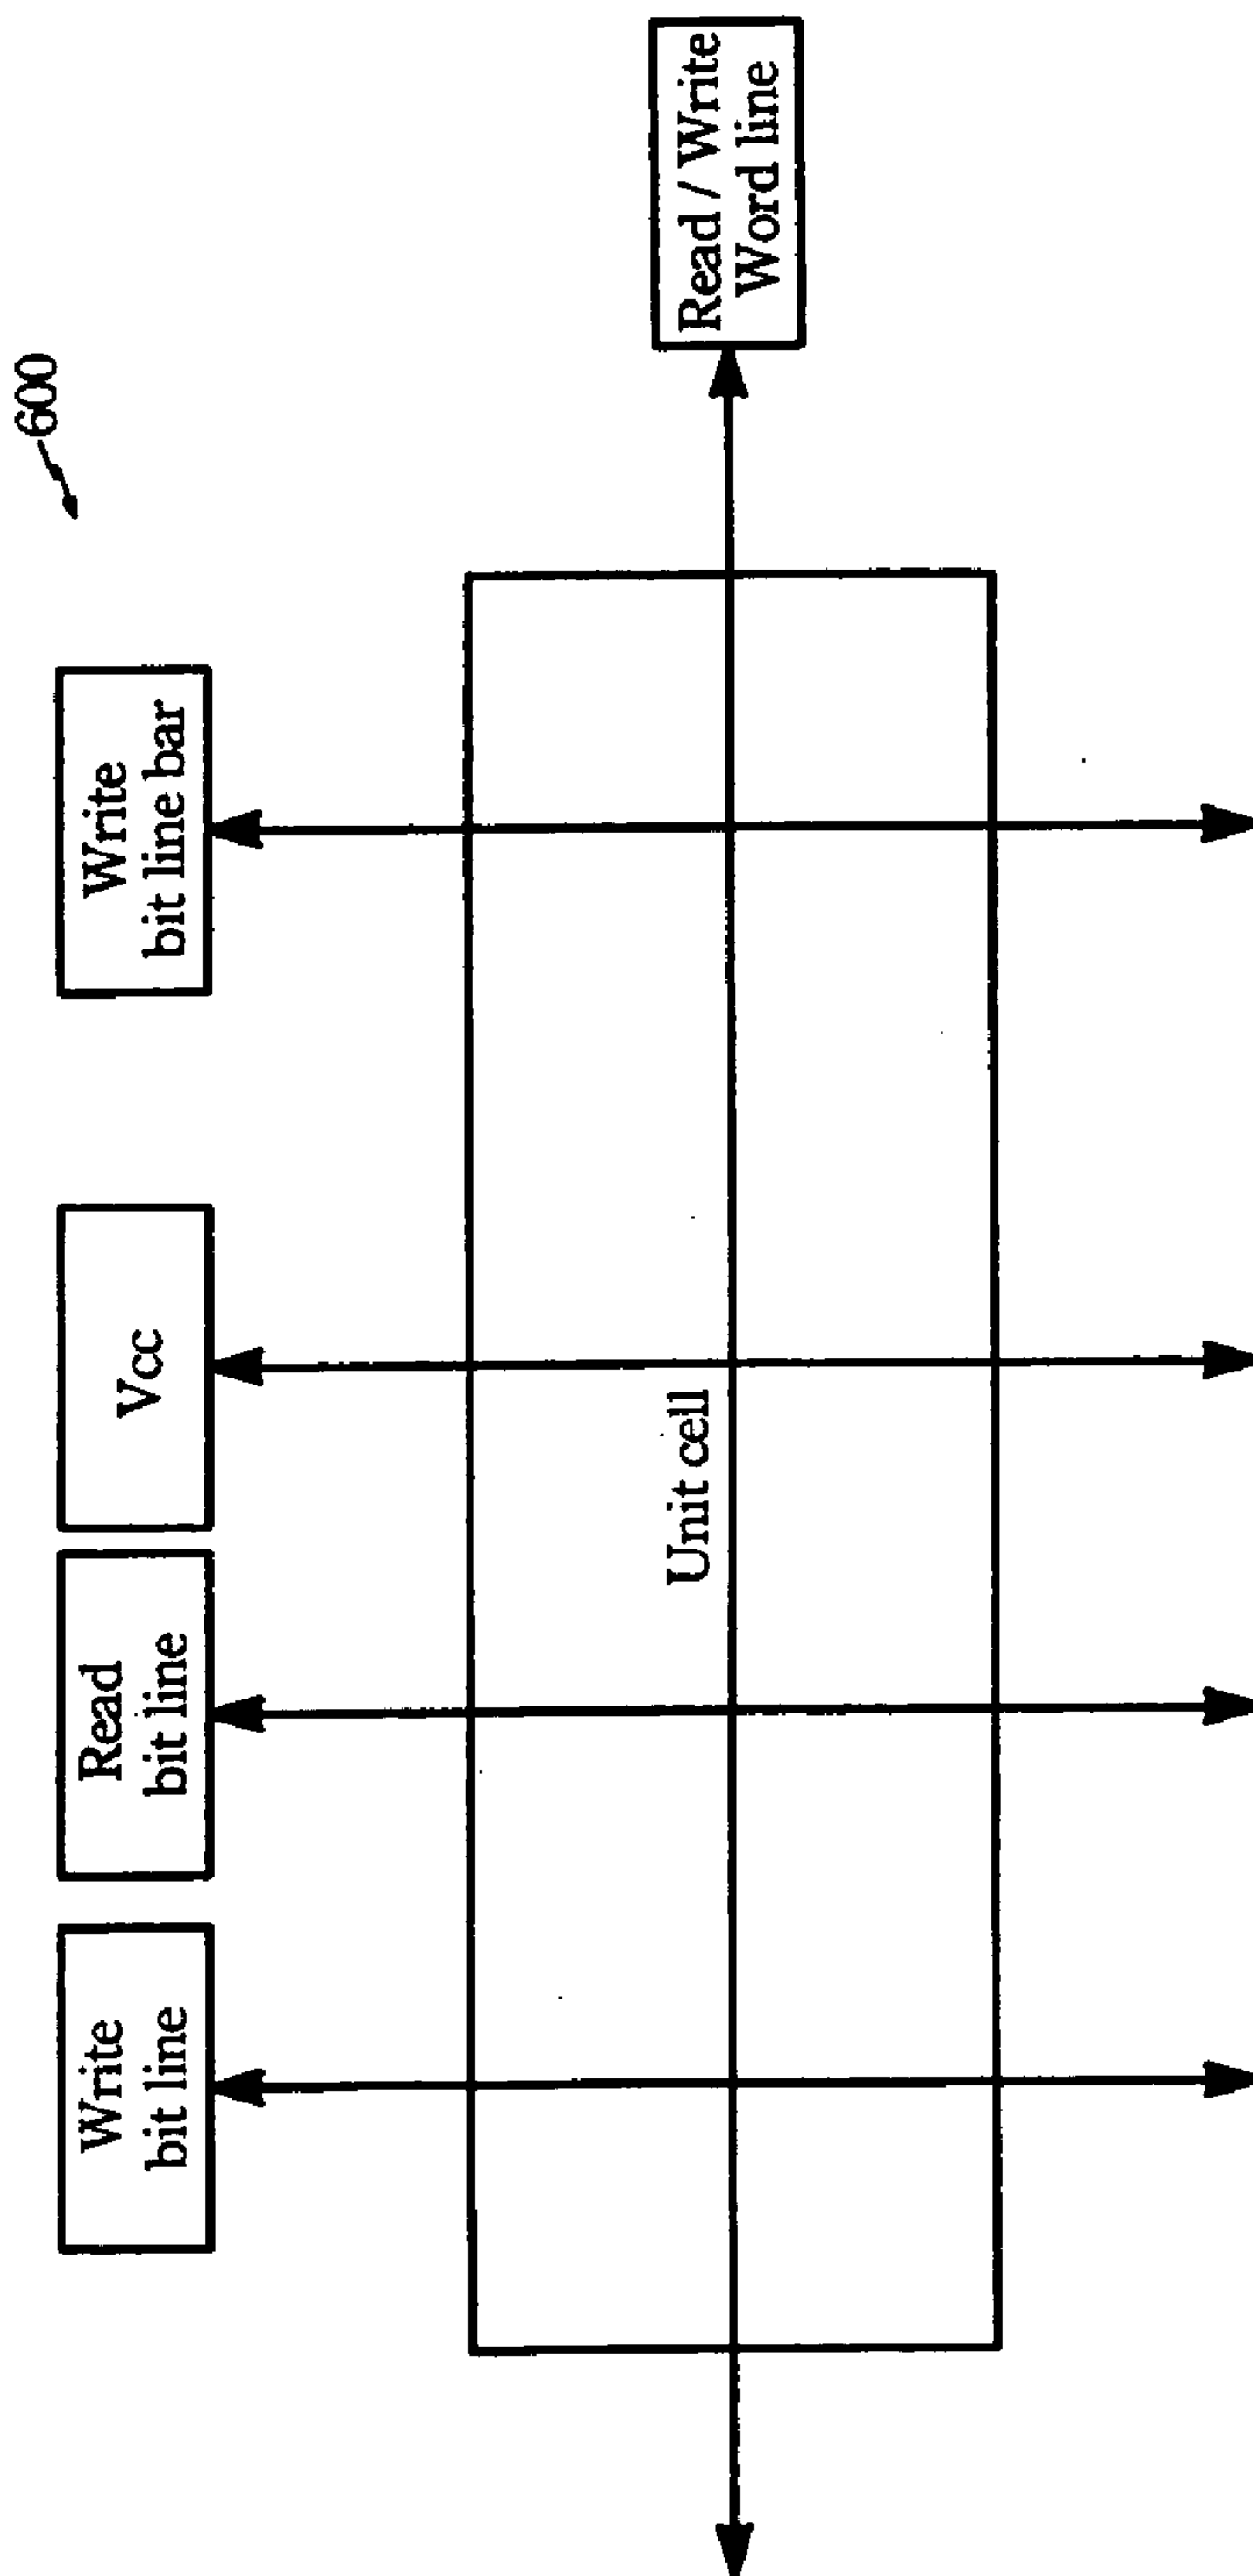 600
Write
bit line
Read
bit line
Vcc
Write
bit line bar
Unit cell
Read / Write
Word line